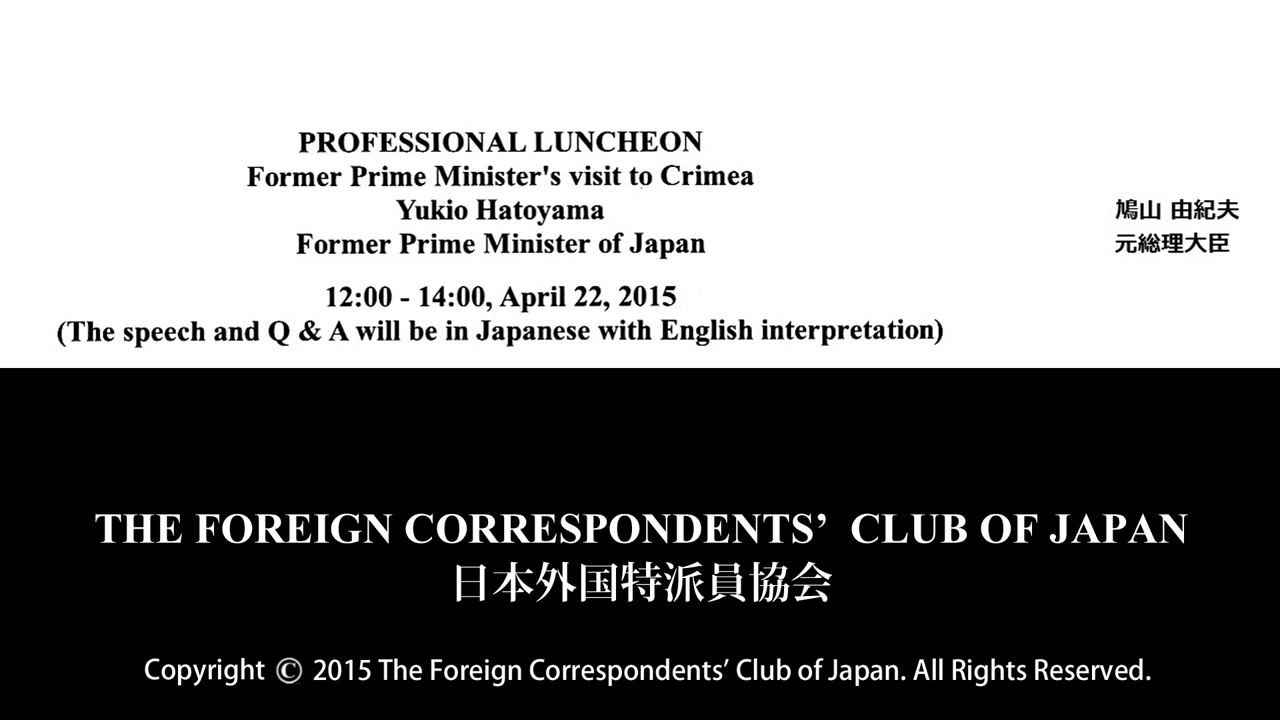 PROFESSIONAL LUNCHEON
Former Prime Minister's visit to Crimea
Yukio Hatoyama
Former Prime Minister of Japan
鳩山 由紀夫
元総理大臣
12:00 - 14:00, April 22, 2015
(The speech and Q & A will be in Japanese with English interpretation)
THE FOREIGN CORRESPONDENTS’ CLUB OF JAPAN
日本外国特派員協会
Copyright © 2015 The Foreign Correspondents’ Club of Japan. All Rights Reserved.